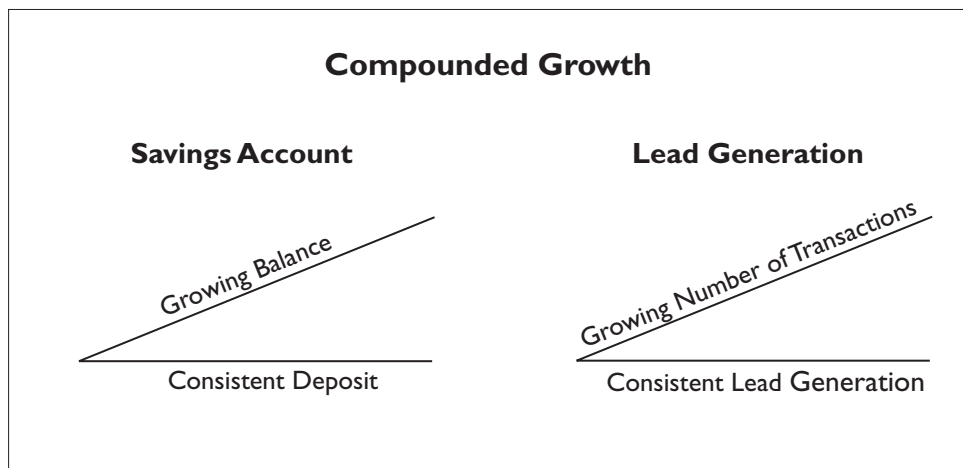 Compounded Growth
Savings Account
Growing Balance
Consistent Deposit
Lead Generation
Growing Number of Transactions
Consistent Lead Generation